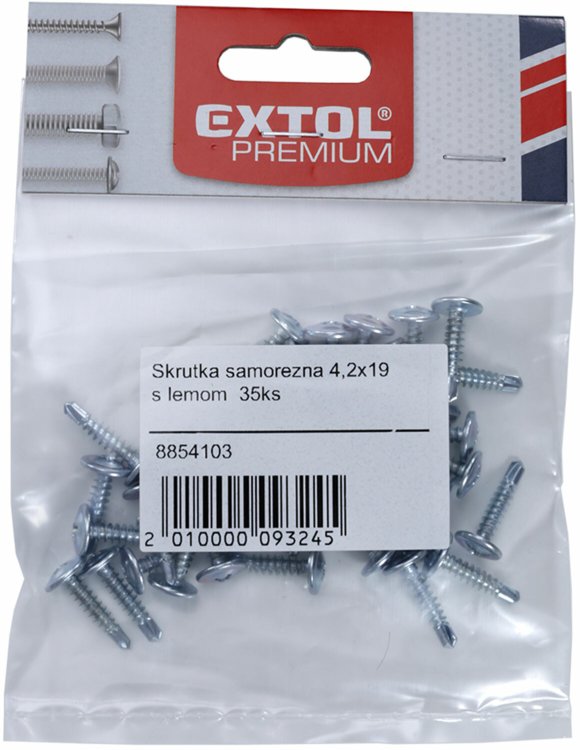 EXTOL®
PREMIUM
Skrutka samorezna 4,2x19
s lemom 35ks
8854103
2 010000 093245